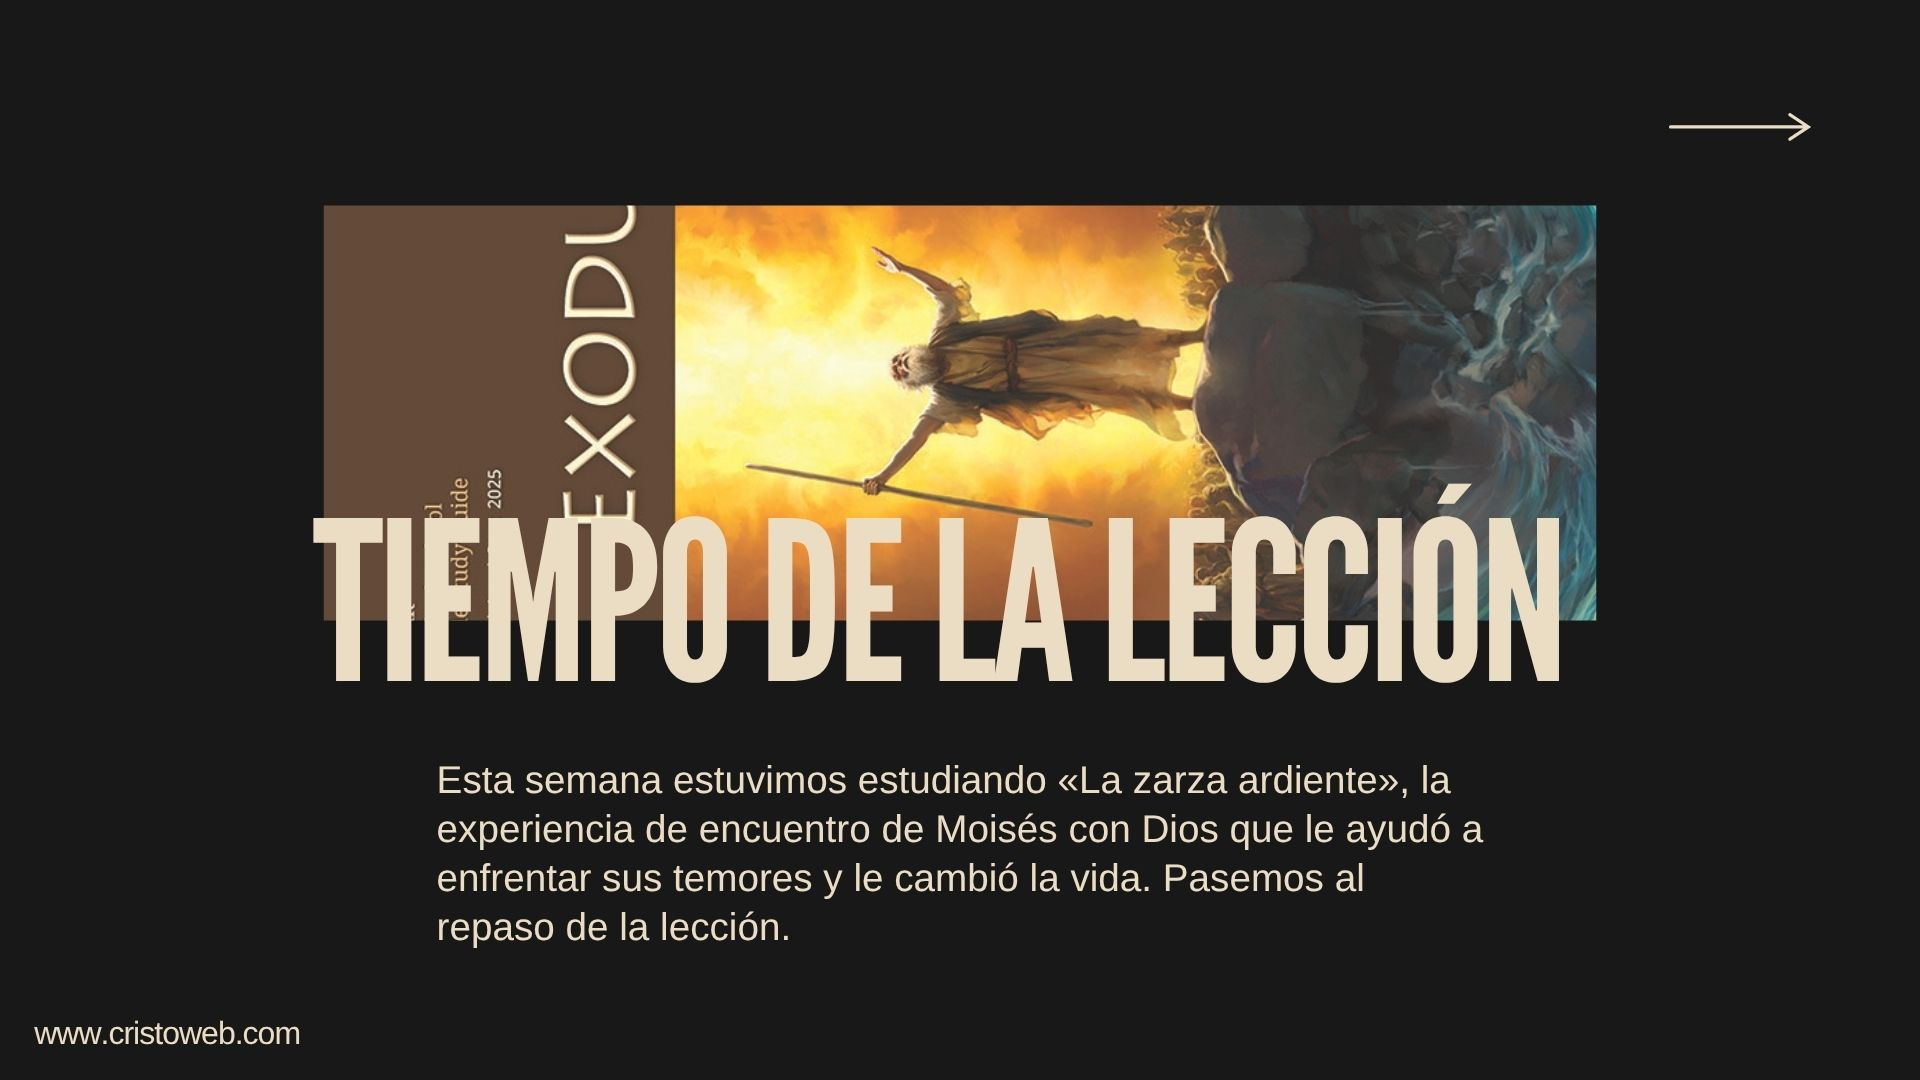 EXODU
2025
TIEMPO DE LA LECCIÓN
Esta semana estuvimos estudiando «La zarza ardiente», la
experiencia de encuentro de Moisés con Dios que le ayudó a
enfrentar sus temores y le cambió la vida. Pasemos al
repaso de la lección.
www.cristoweb.com